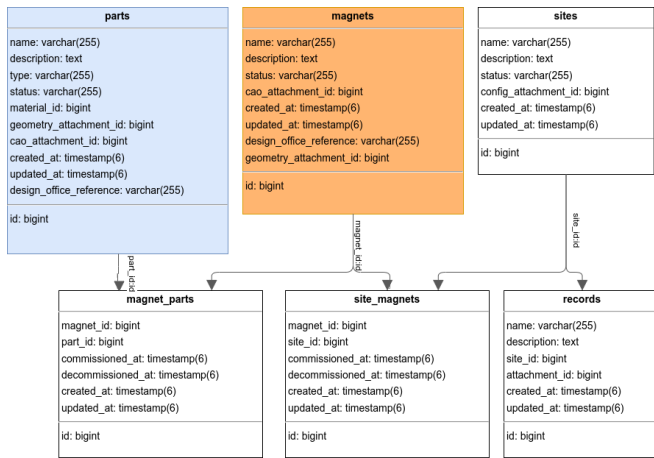 parts
name: varchar(255)
description: text
type: varchar(255)
status: varchar(255)
material_id: bigint
geometry_attachment_id: bigint
cao_attachment_id: bigint
created_at: timestamp(6)
updated_at: timestamp(6)
design_office_reference: varchar(255)
id: bigint
magnets
name: varchar(255)
description: text
status: varchar(255)
cao_attachment_id: bigint
created_at: timestamp(6)
updated_at: timestamp(6)
design_office_reference: varchar(255)
geometry_attachment_id: bigint
id: bigint
sites
name: varchar(255)
description: text
status: varchar(255)
config_attachment_id: bigint
created_at: timestamp(6)
updated_at: timestamp(6)
id: bigint
part_id:id
magnet_id:id
site_id:id
magnet_parts
magnet_id: bigint
part_id: bigint
commissioned_at: timestamp(6)
decommissioned_at: timestamp(6)
created_at: timestamp(6)
updated_at: timestamp(6)
id: bigint
site_magnets
magnet_id: bigint
site_id: bigint
commissioned_at: timestamp(6)
decommissioned_at: timestamp(6)
created_at: timestamp(6)
updated_at: timestamp(6)
id: bigint
records
name: varchar(255)
description: text
site_id: bigint
attachment_id: bigint
created_at: timestamp(6)
updated_at: timestamp(6)
id: bigint